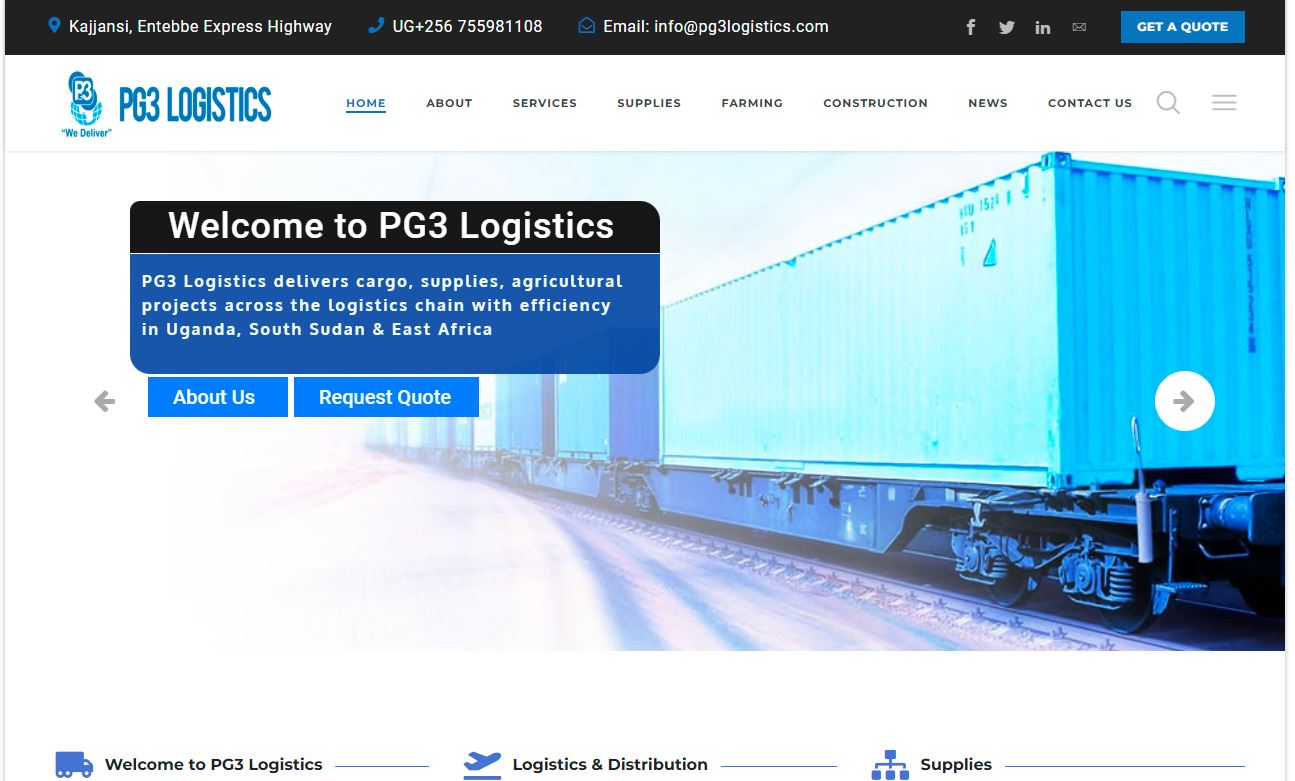 Kajjansi, Entebbe Express Highway UG+256 755981108 Email: info@pg3logistics.com GET A QUOTE
PG3
PG3 LOGISTICS
"We Deliver"
HOME ABOUT SERVICES SUPPLIES FARMING CONSTRUCTION NEWS CONTACT US
Welcome to PG3 Logistics
PG3 Logistics delivers cargo, supplies, agricultural
projects across the logistics chain with efficiency
in Uganda, South Sudan & East Africa
About Us Request Quote
Welcome to PG3 Logistics Logistics & Distribution Supplies